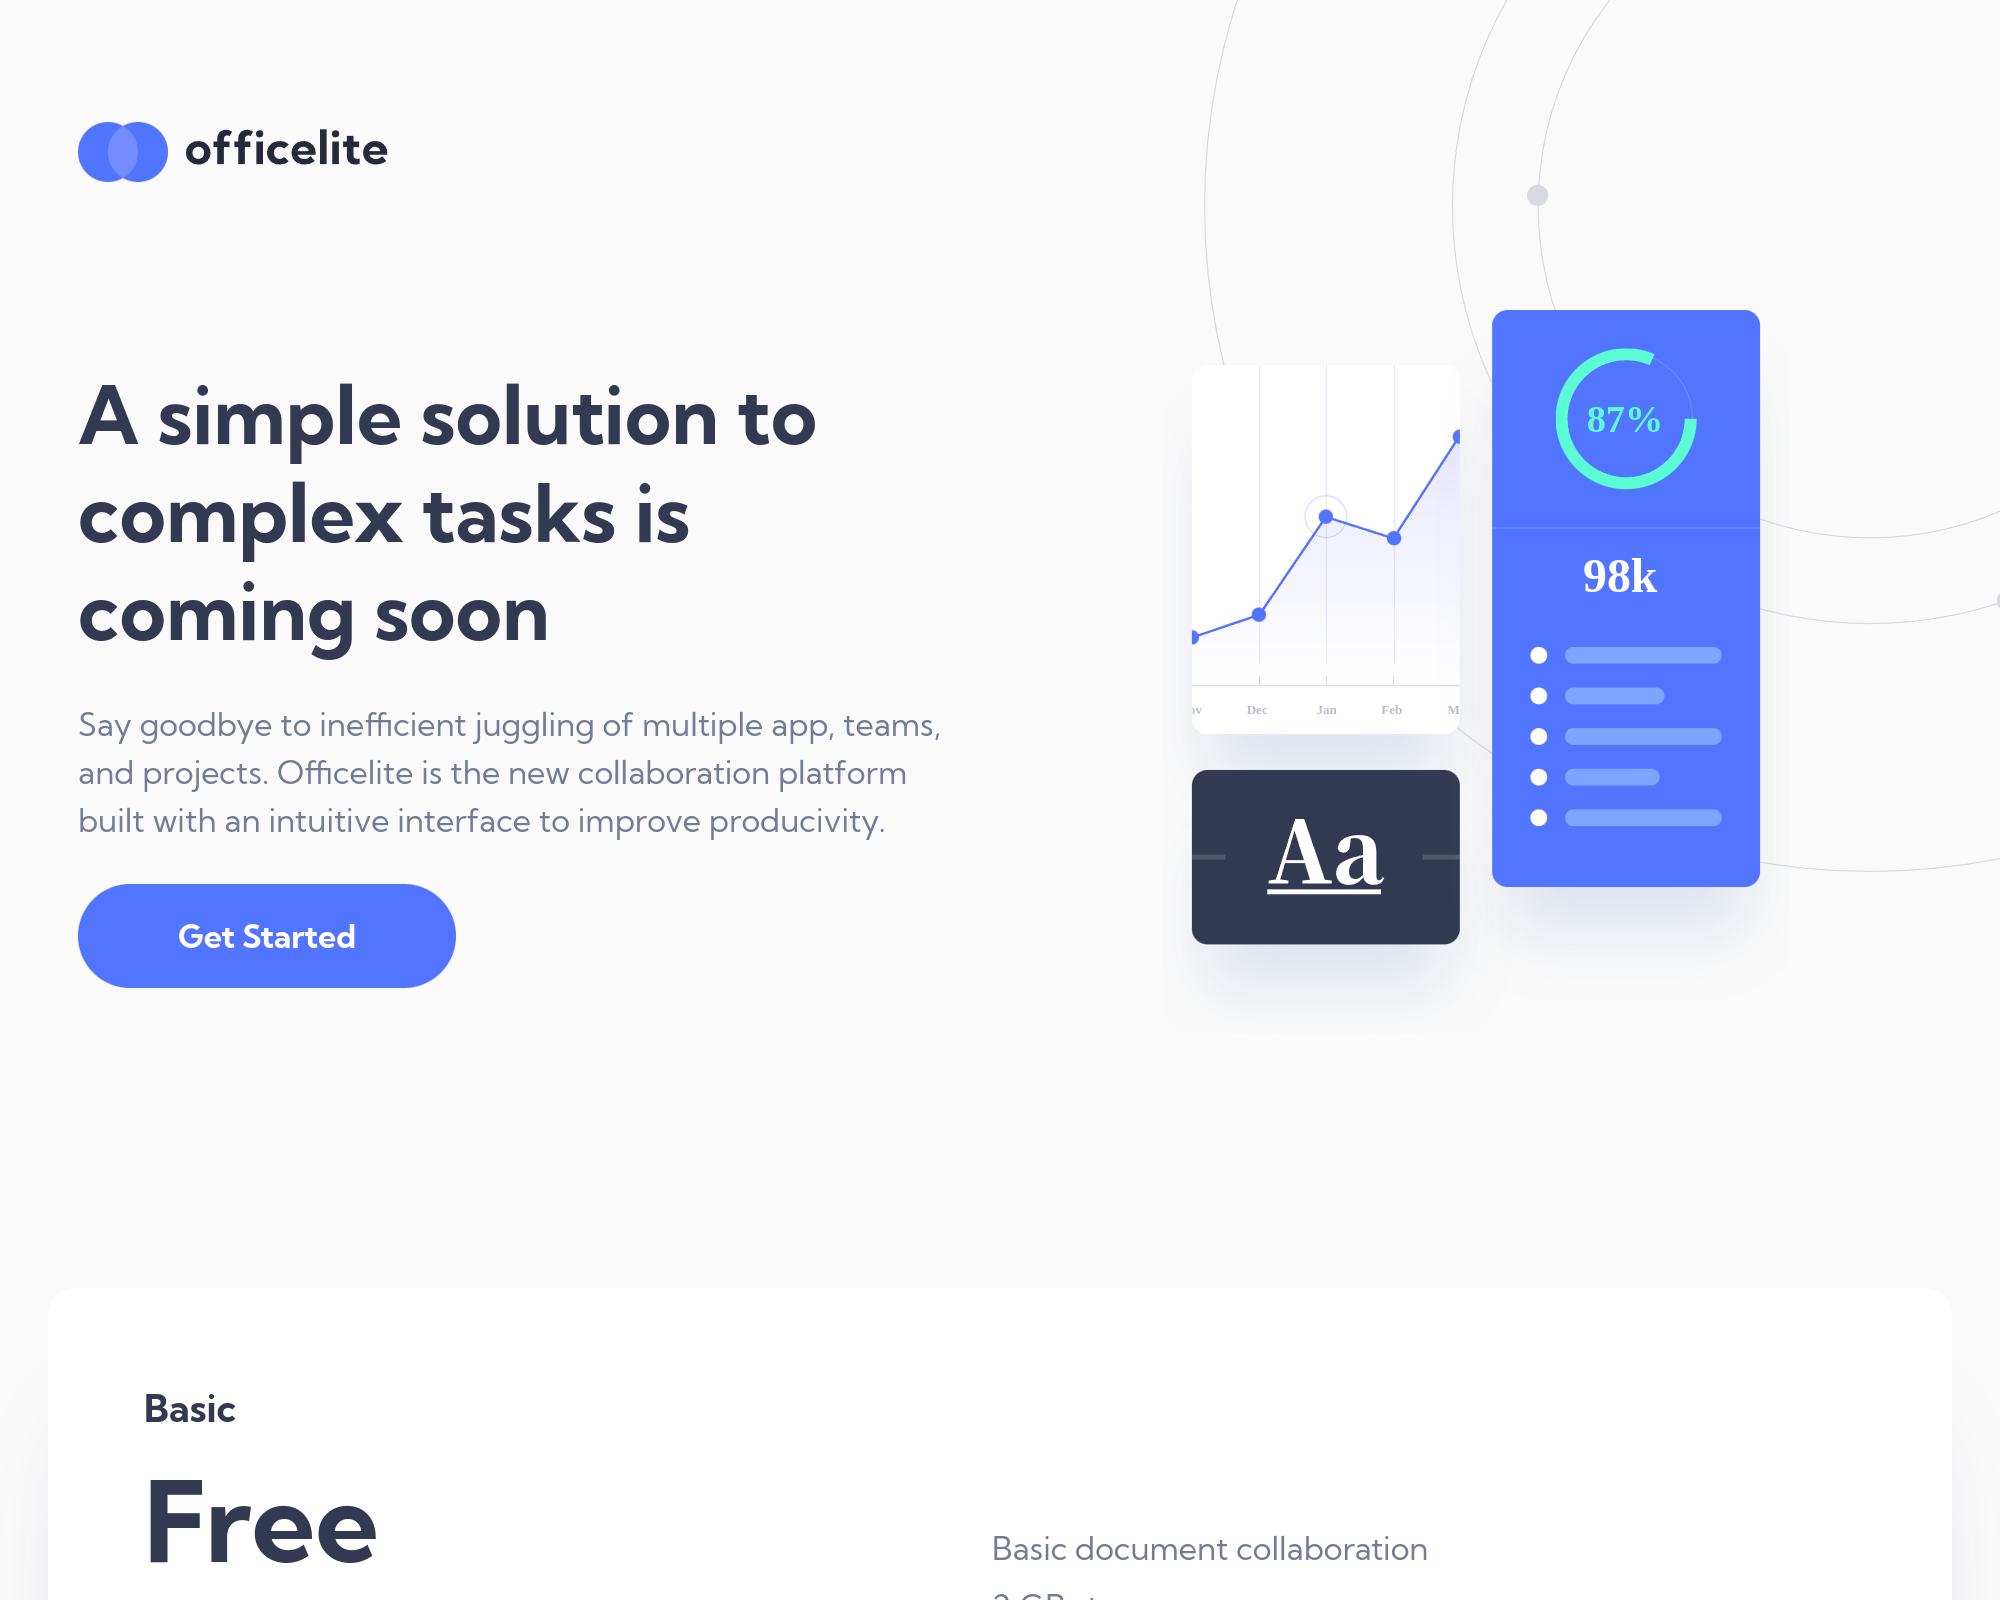 officelite
A simple solution to
complex tasks is
coming soon
Say goodbye to inefficient juggling of multiple app, teams,
and projects. Officelite is the new collaboration platform
built with an intuitive interface to improve producivity.
Get Started
87%
98k
Dec Jan Feb
Aa
Basic
Free
Basic document collaboration